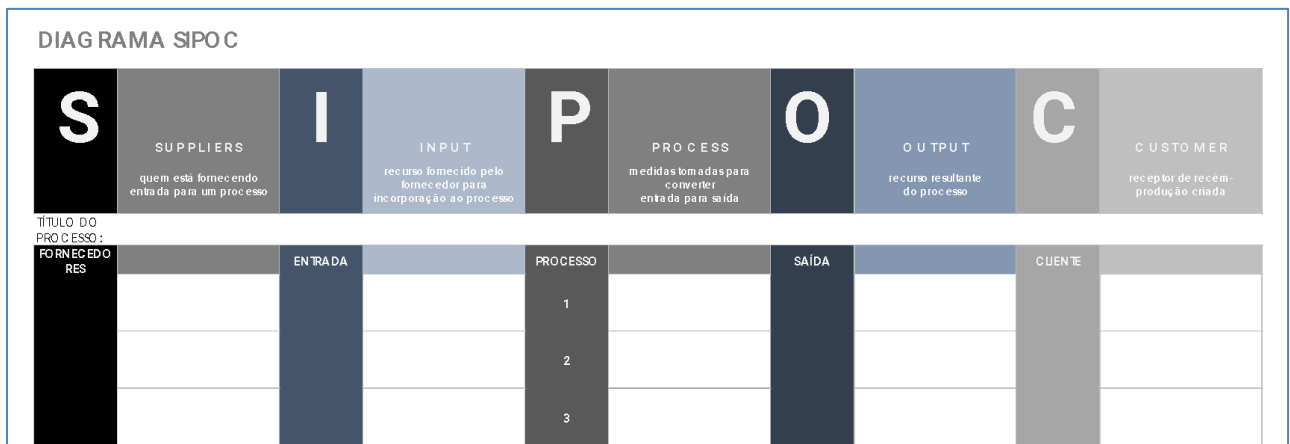 DIAGRAMA SIPOC
S
SUPPLIERS
quem está fornecendo
entrada para um processo
I
INPUT
recurso fornecido pelo
fornecedor para
incorporação ao processo
P
PROCESS
medidas tomadas para
converter
entrada para saída
O
OUTPUT
recurso resultante
do processo
C
CUSTOMER
receptor de recém-
produção criada
TÍTULO DO
PROCESSO:
FORNECEDO
RES
ENTRADA
PROCESSO
SAÍDA
CLIENTE
1
2
3